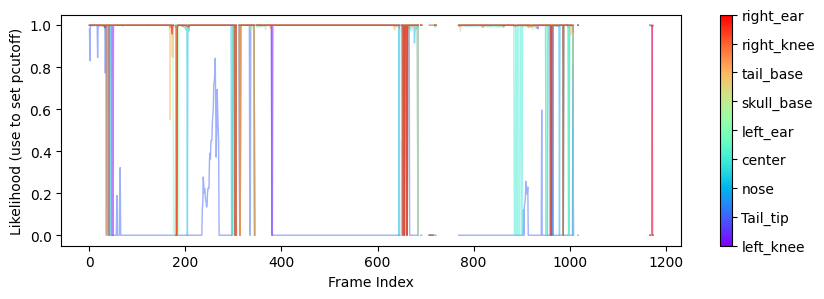 Likelihood (use to set pcutoff)
1.0
0.8
0.6
0.4
0.2
0.0
0
200
400
600
800
1000
1200
Frame Index
right_ear
right_knee
tail_base
skull_base
left_ear
center
nose
Tail_tip
left_knee